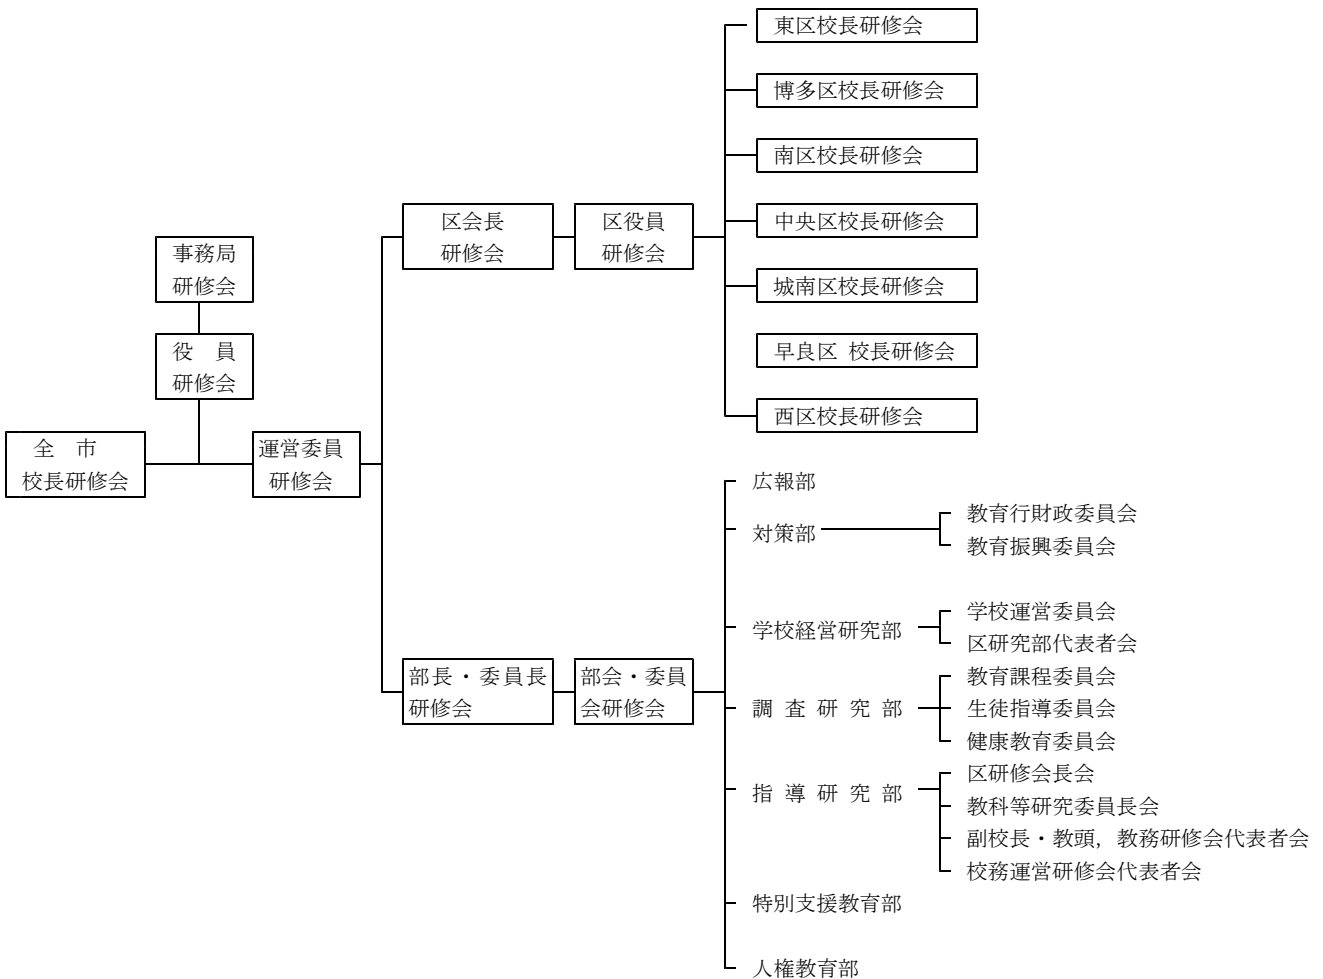 東区校長研修会
博多区校長研修会
南区校長研修会
中央区校長研修会
城南区校長研修会
早良区 校長研修会
西区校長研修会
区会長
研修会
区役員
研修会
事務局
研修会
役　員
研修会
全　市
校長研修会
運営委員
研修会
部長・委員長
研修会
部会・委員
会研修会
広報部
対策部
教育行財政委員会
教育振興委員会
学校経営研究部
学校運営委員会
区研究部代表者会
調 査 研 究 部
教育課程委員会
生徒指導委員会
健康教育委員会
指 導 研 究 部
区研修会長会
教科等研究委員長会
副校長・教頭，教務研修会代表者会
校務運営研修会代表者会
特別支援教育部
人権教育部